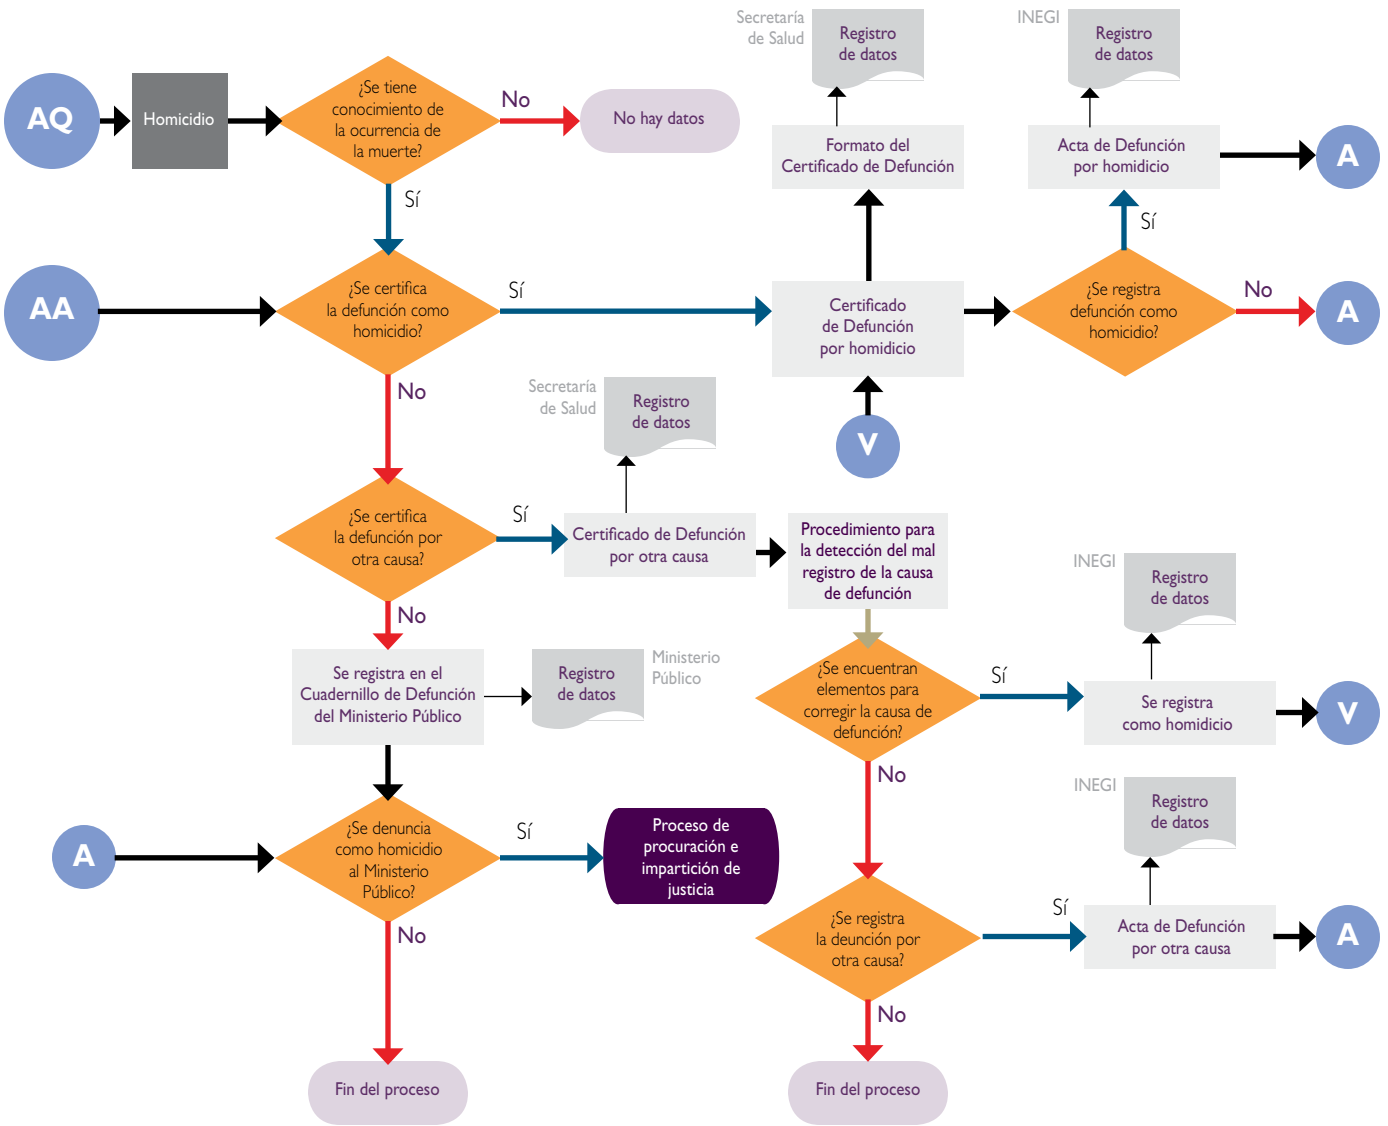 AQ
Homicidio
¿Se tiene
conocimiento de
la ocurrencia de
la muerte?
No
No hay datos
Sí
Secretaría
de Salud
Registro
de datos
Formato del
Certificado de Defunción
INEGI
Registro
de datos
Acta de Defunción
por homidicio
A
Sí
AA
¿Se certifica
la defunción como
homicidio?
Sí
Certificado
de Defunción
por homidicio
¿Se registra
defunción como
homicidio?
No
A
V
No
Secretaría
de Salud
Registro
de datos
¿Se certifica
la defunción por
otra causa?
Sí
Certificado de Defunción
por otra causa
Procedimiento para
la detección del mal
registro de la causa
de defunción
No
Se registra en el
Cuadernillo de Defunción
del Ministerio Público
Registro
de datos
Ministerio
Público
¿Se encuentran
elementos para
corregir la causa de
defunción?
Sí
INEGI
Registro
de datos
Se registra
como homidicio
V
No
A
¿Se denuncia
como homicidio
al Ministerio
Público?
Sí
Proceso de
procuración e
impartición de
justicia
INEGI
Registro
de datos
¿Se registra
la deunción por
otra causa?
Sí
Acta de Defunción
por otra causa
A
No
No
Fin del proceso
Fin del proceso